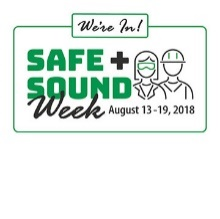 We're In!
SAFE +
SOUND
Week August 13-19, 2018